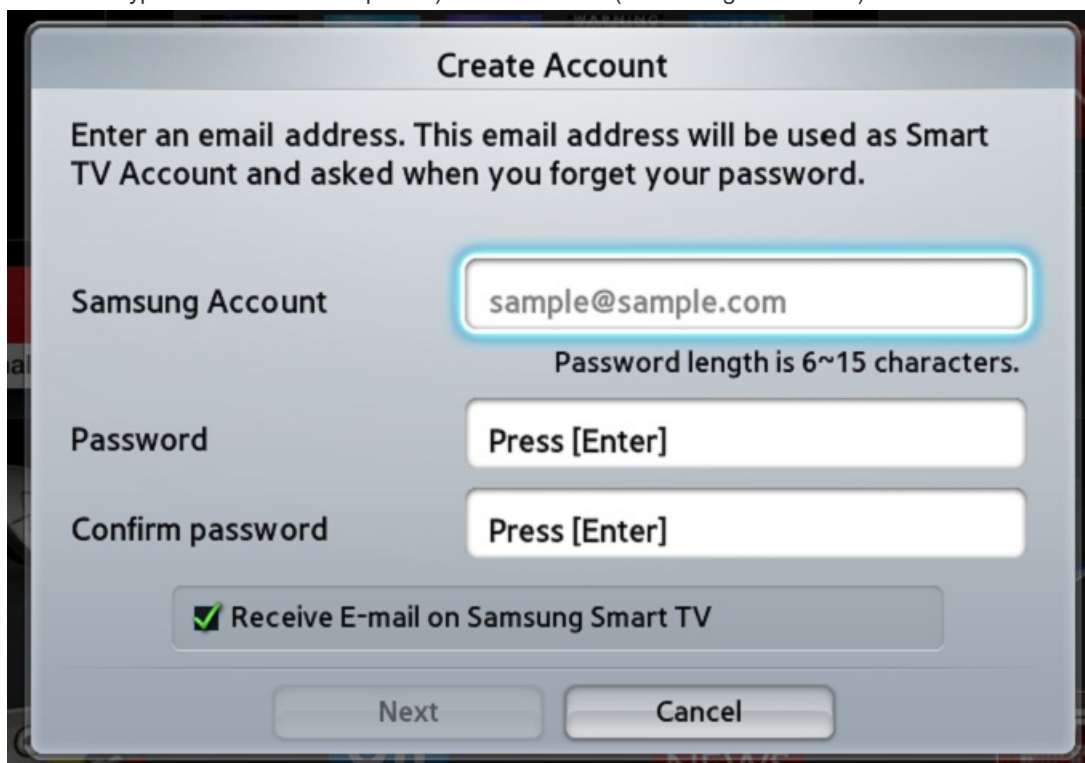 Create Account
Enter an email address. This email address will be used as Smart
TV Account and asked when you forget your password.
Samsung Account
sample@sample.com
Password length is 6~15 characters.
Password
Press [Enter]
Confirm password
Press [Enter]
Receive E-mail on Samsung Smart TV
Next
Cancel